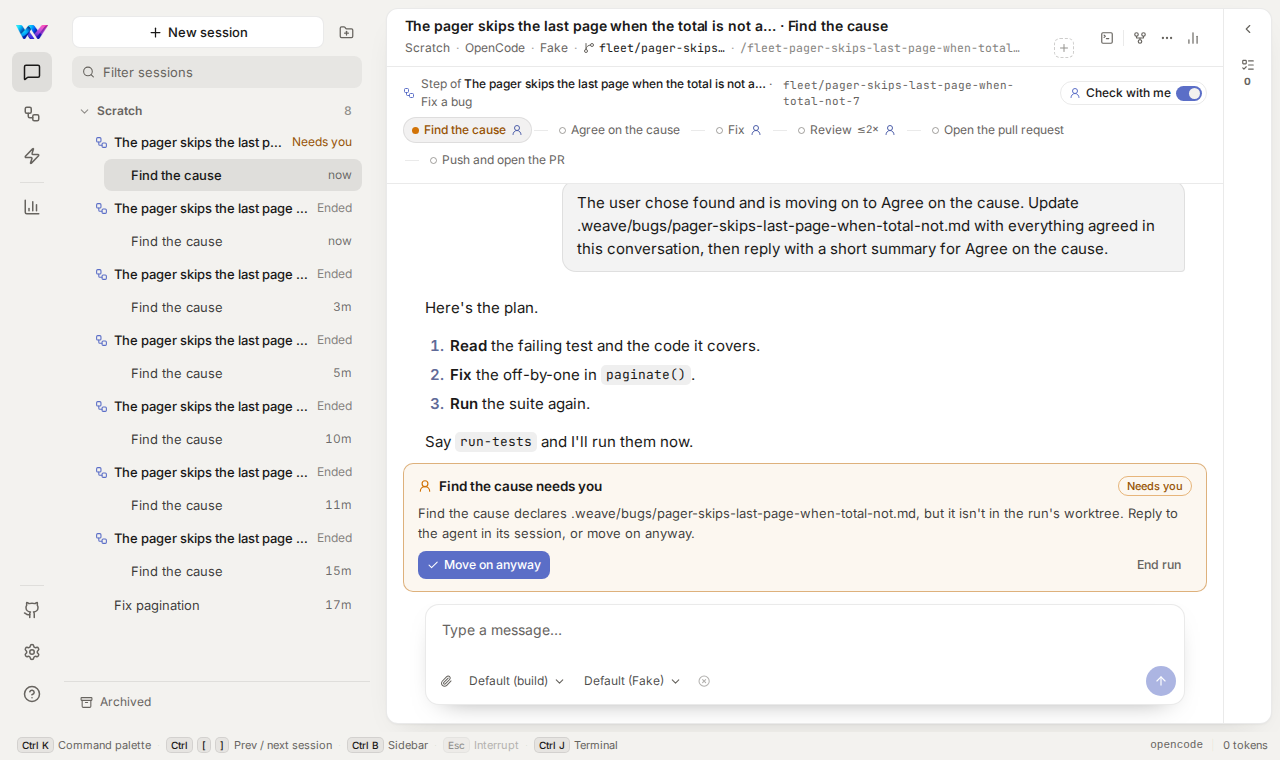 New session
Filter sessions
Scratch 8
The pager skips the last p... Needs you
Find the cause now
The pager skips the last page ... Ended
Find the cause now
The pager skips the last page ... Ended
Find the cause 3m
The pager skips the last page ... Ended
Find the cause 5m
The pager skips the last page ... Ended
Find the cause 10m
The pager skips the last page ... Ended
Find the cause 11m
The pager skips the last page ... Ended
Find the cause 15m
Fix pagination 17m
Archived
The pager skips the last page when the total is not a... · Find the cause
Scratch · OpenCode · Fake · fleet/pager-skips… · /fleet-pager-skips-last-page-when-total…
Step of The pager skips the last page when the total is not a... ·
Fix a bug
fleet/pager-skips-last-page-when-
total-not-7
Check with me
Find the cause
Agree on the cause
Fix
Review ≤2×
Open the pull request
Push and open the PR
0
The user chose found and is moving on to Agree on the cause. Update
.weave/bugs/pager-skips-last-page-when-total-not.md with everything agreed in
this conversation, then reply with a short summary for Agree on the cause.
Here's the plan.
1. Read the failing test and the code it covers.
2. Fix the off-by-one in paginate().
3. Run the suite again.
Say run-tests and I'll run them now.
Find the cause needs you Needs you
Find the cause declares .weave/bugs/pager-skips-last-page-when-total-not.md, but it isn't in the run's worktree. Reply to
the agent in its session, or move on anyway.
Move on anyway End run
Type a message...
Default (build) Default (Fake)
Ctrl K Command palette Ctrl [ ] Prev / next session Ctrl B Sidebar Esc Interrupt Ctrl J Terminal opencode 0 tokens